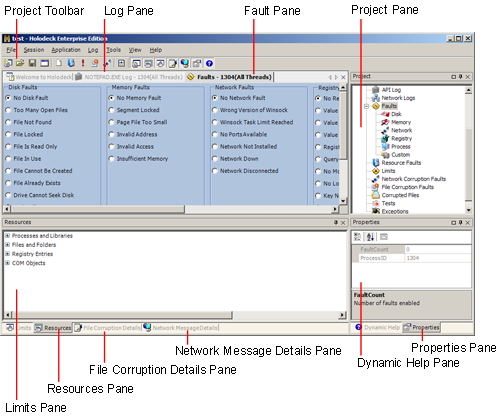 Project Toolbar
Log Pane
Fault Pane
Project Pane
test - Holodeck Enterprise Edition
File Session Application Log Tools View Help
Welcome to Holodeck NOTEPAD.EXE Log - 1304(All Threads) Faults - 1304(All Threads)
Project
Disk Faults
No Disk Fault
Too Many Open Files
File Not Found
File Locked
File Is Read Only
File In Use
File Cannot Be Created
File Already Exists
Drive Cannot Seek Disk
Memory Faults
No Memory Fault
Segment Locked
Page File Too Small
Invalid Address
Invalid Access
Insufficient Memory
Network Faults
No Network Fault
Wrong Version of Winsock
Winsock Task Limit Reached
No Ports Available
Network Not Installed
Network Down
Network Disconnected
Registry
No Re
Value
Value
Regist
Query
No Mo
No Lo
Key N
API Log
Network Logs
Faults
Disk
Memory
Network
Registry
Process
Custom
Resource Faults
Limits
Network Corruption Faults
File Corruption Faults
Corrupted Files
Tests
Exceptions
Resources
Processes and Libraries
Files and Folders
Registry Entries
COM Objects
Properties
FaultCount 0
ProcessID 1304
FaultCount
Number of faults enabled
Limits Resources File Corruption Details Network Message Details
Dynamic Help Properties
Network Message Details Pane
Properties Pane
File Corruption Details Pane
Dynamic Help Pane
Resources Pane
Limits Pane